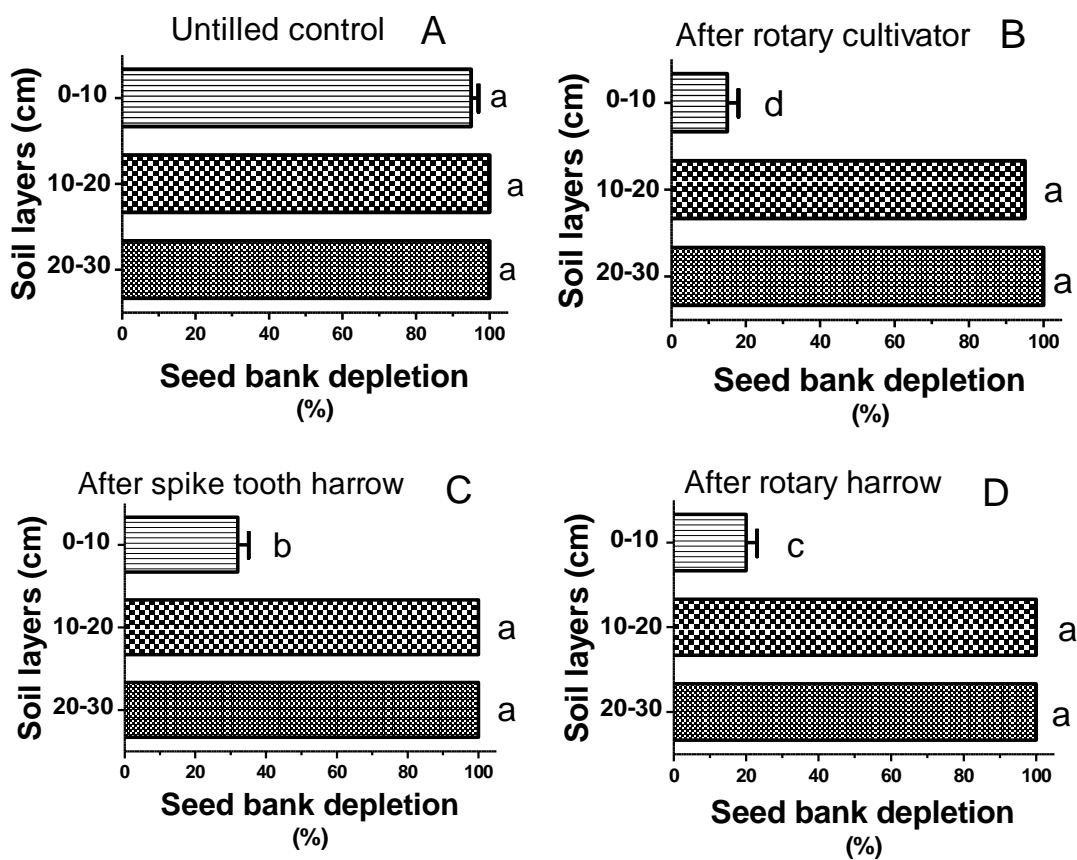 Untilled control A
Soil layers (cm)
0-10
a
10-20
a
20-30
a
0 20 40 60 80 100
Seed bank depletion
(%)
After rotary cultivator B
Soil layers (cm)
0-10
d
10-20
a
20-30
a
0 20 40 60 80 100
Seed bank depletion
(%)
After spike tooth harrow C
Soil layers (cm)
0-10
b
10-20
a
20-30
a
0 20 40 60 80 100
Seed bank depletion
(%)
After rotary harrow D
Soil layers (cm)
0-10
c
10-20
a
20-30
a
0 20 40 60 80 100
Seed bank depletion
(%)